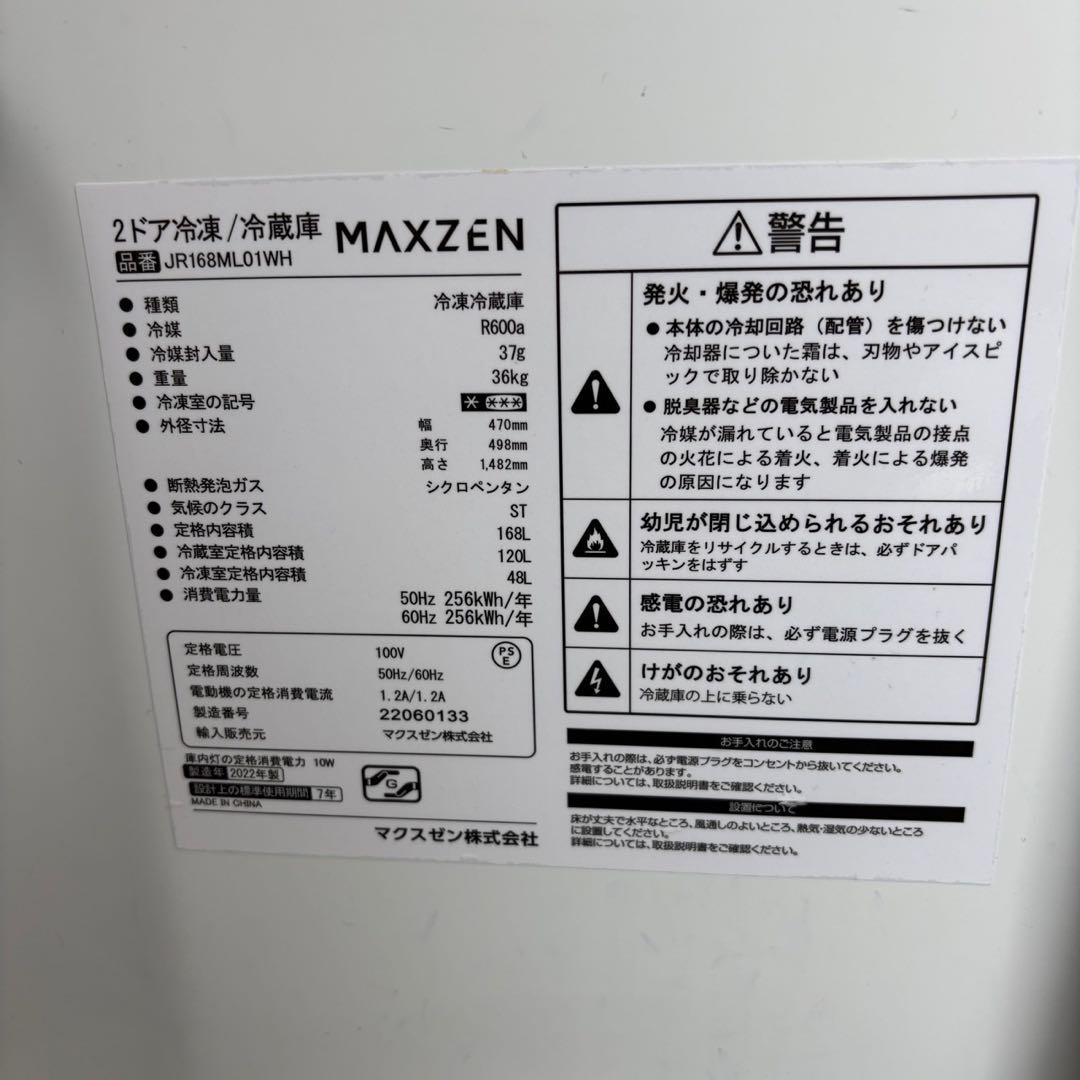 2ドア冷凍/冷蔵庫 MAXZEN
品番 JR168ML01WH
● 種類 冷凍冷蔵庫
● 冷媒 R600a
● 冷媒封入量 37g
● 重量 36kg
● 冷凍室の記号 * ***
● 外径寸法 幅 470mm
奥行 498mm
高さ 1,482mm
● 断熱発泡ガス シクロペンタン
● 気候のクラス ST
● 定格内容積 168L
● 冷蔵室定格内容積 120L
● 冷凍室定格内容積 48L
● 消費電力量 50Hz 256kWh/年
60Hz 256kWh/年
定格電圧 100V PSE
定格周波数 50Hz/60Hz
電動機の定格消費電流 1.2A/1.2A
製造番号 22060133
輸入販売元 マクスゼン株式会社
庫内灯の定格消費電力 10W
製造年 2022年製
設計上の標準使用期間 7年
G
MADE IN CHINA
マクスゼン株式会社
警告
発火・爆発の恐れあり
● 本体の冷却回路(配管)を傷つけない
冷却器についた霜は、刃物やアイスピ
ックで取り除かない
● 脱臭器などの電気製品を入れない
冷媒が漏れていると電気製品の接点
の火花による着火、着火による爆発
の原因になります
幼児が閉じ込められるおそれあり
冷蔵庫をリサイクルするときは、必ずドアパ
ッキンをはずす
感電の恐れあり
お手入れの際は、必ず電源プラグを抜く
けがのおそれあり
冷蔵庫の上に乗らない
お手入れのご注意
お手入れの際は、必ず電源プラグをコンセントから抜いてください。
感電することがあります。
詳細については、取扱説明書をご確認ください。
設置について
床が丈夫で水平なところ、風通しのよいところ、熱気・湿気の少ないところ
に設置してください。
詳細については、取扱説明書をご確認ください。